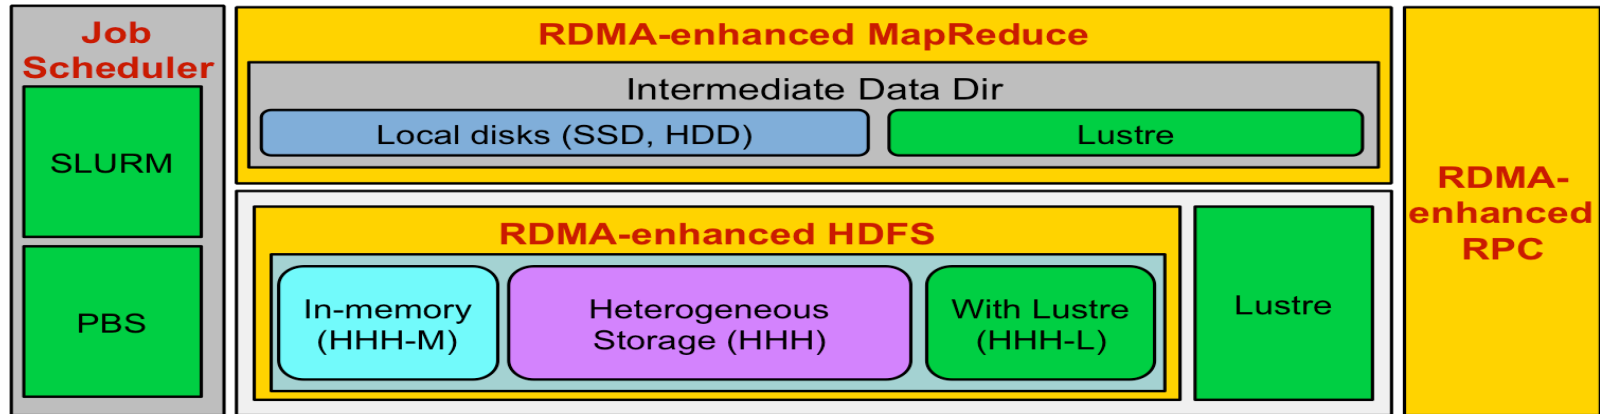 Job
Scheduler
SLURM
PBS
RDMA-enhanced MapReduce
Intermediate Data Dir
Local disks (SSD, HDD)
Lustre
RDMA-enhanced HDFS
In-memory
(HHH-M)
Heterogeneous
Storage (HHH)
With Lustre
(HHH-L)
Lustre
RDMA-
enhanced
RPC